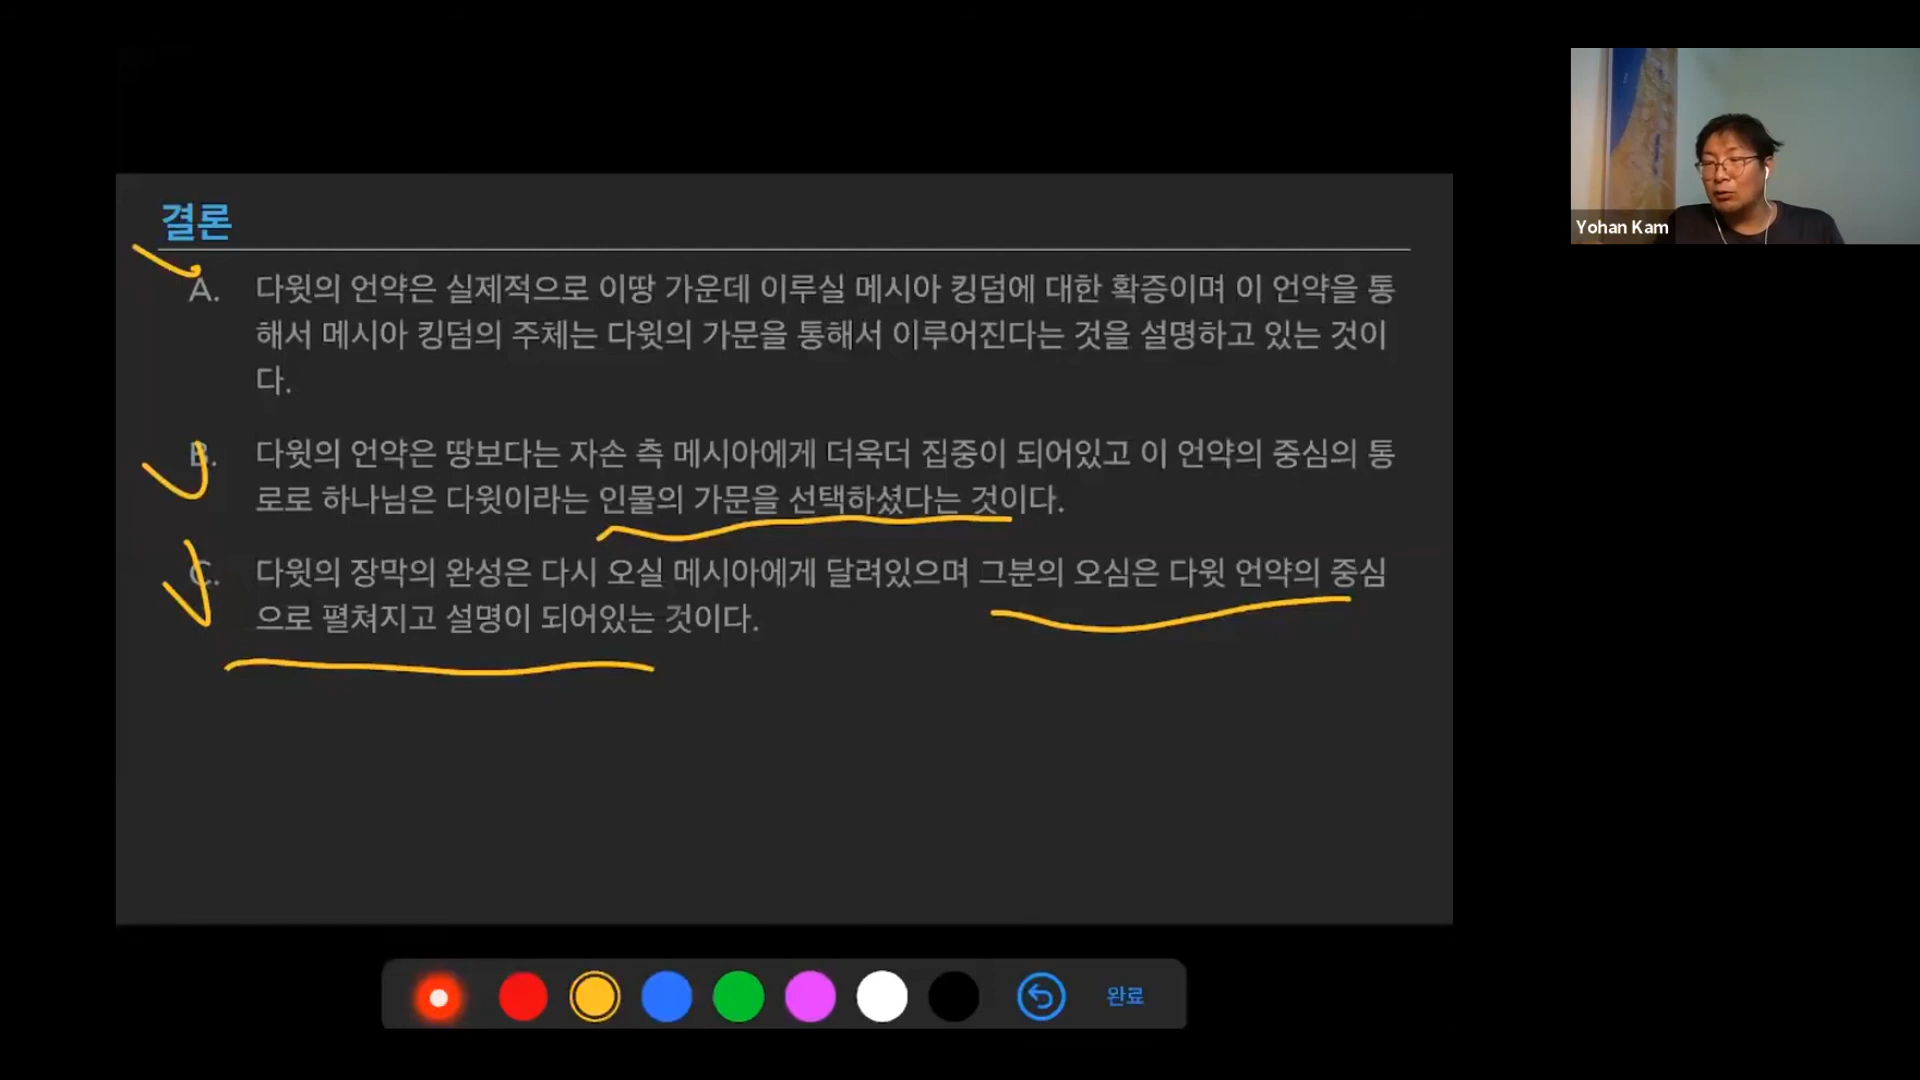 결론
A. 다윗의 언약은 실제적으로 이땅 가운데 이루실 메시아 킹덤에 대한 확증이며 이 언약을 통
해서 메시아 킹덤의 주체는 다윗의 가문을 통해서 이루어진다는 것을 설명하고 있는 것이
다.
B. 다윗의 언약은 땅보다는 자손 측 메시아에게 더욱더 집중이 되어있고 이 언약의 중심의 통
로로 하나님은 다윗이라는 인물의 가문을 선택하셨다는 것이다.
C. 다윗의 장막의 완성은 다시 오실 메시아에게 달려있으며 그분의 오심은 다윗 언약의 중심
으로 펼쳐지고 설명이 되어있는 것이다.
Yohan Kam
완료